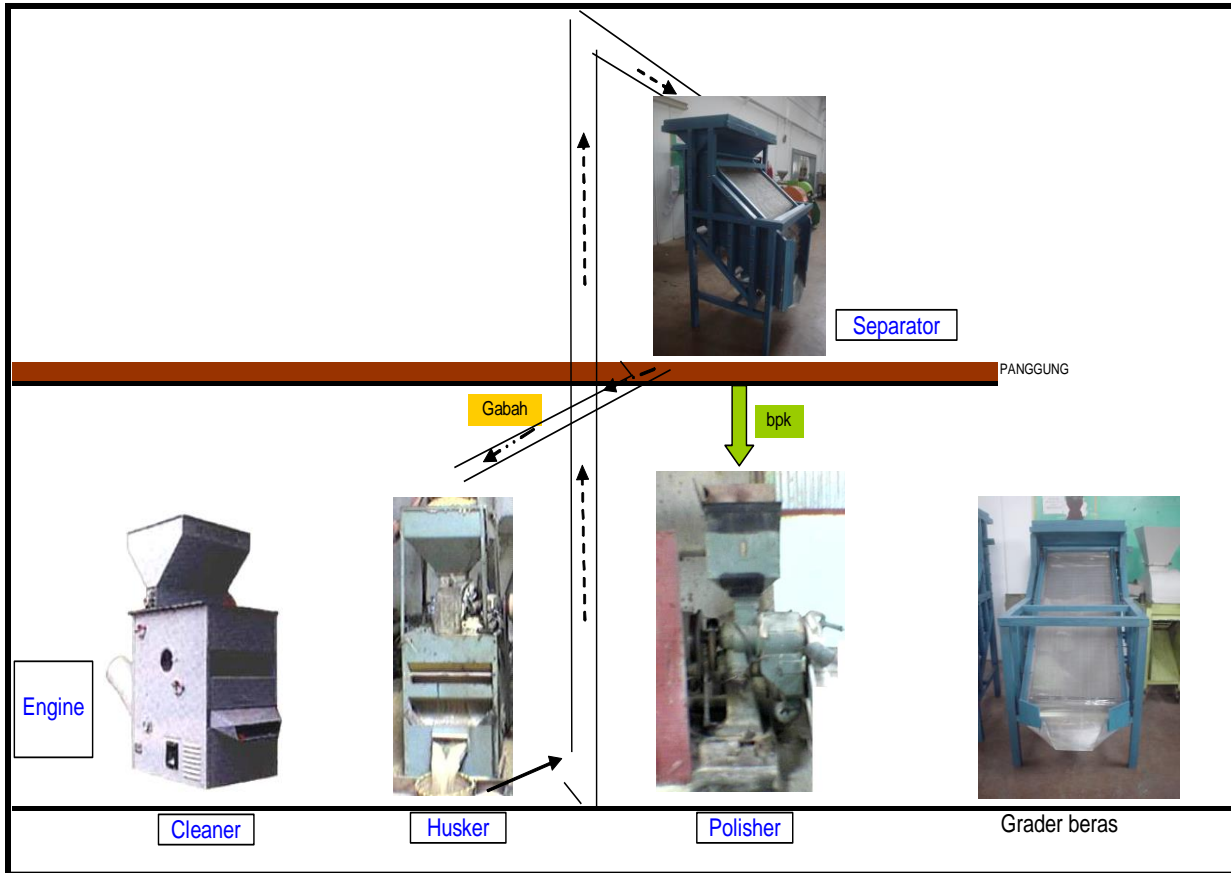 Separator
PANGGUNG
Gabah
bpk
Engine
Cleaner
Husker
Polisher
Grader beras